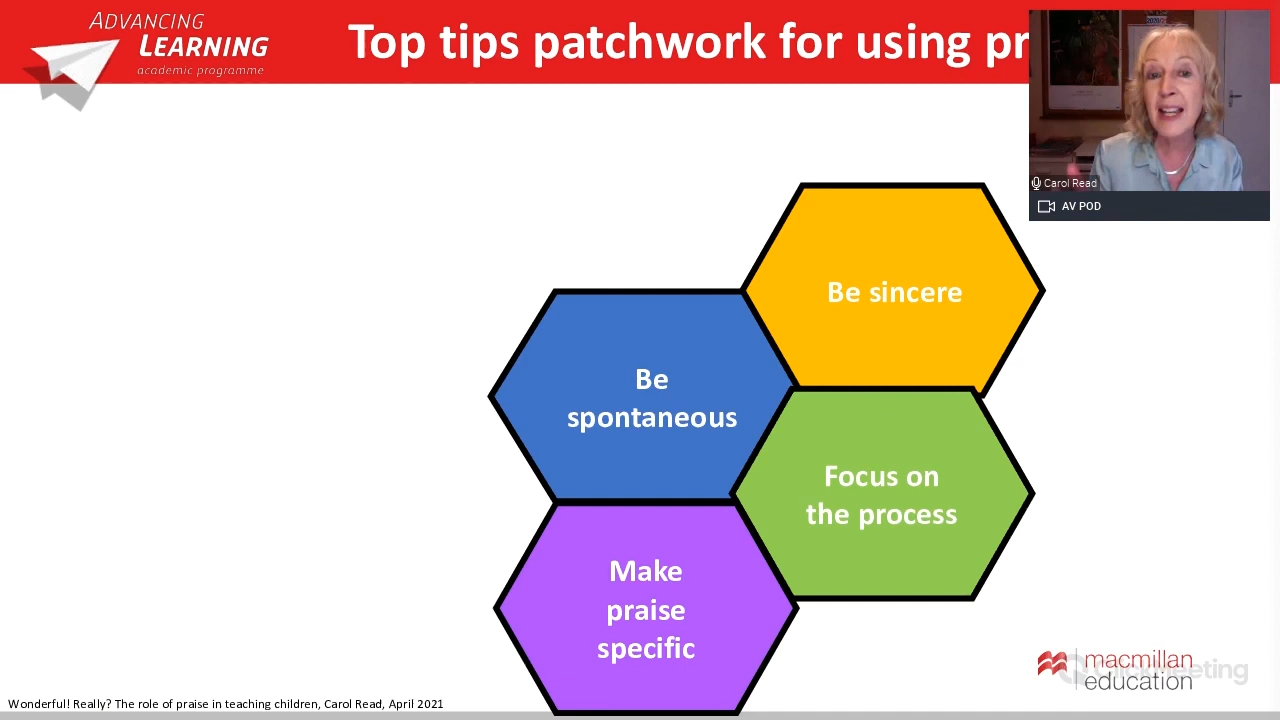 ADVANCING
LEARNING
academic programme
Top tips patchwork for using pr
2020
Carol Read
AV POD
Be sincere
Be
spontaneous
Focus on
the process
Make
praise
specific
macmillan
education
ClickMeeting
Wonderful! Really? The role of praise in teaching children, Carol Read, April 2021